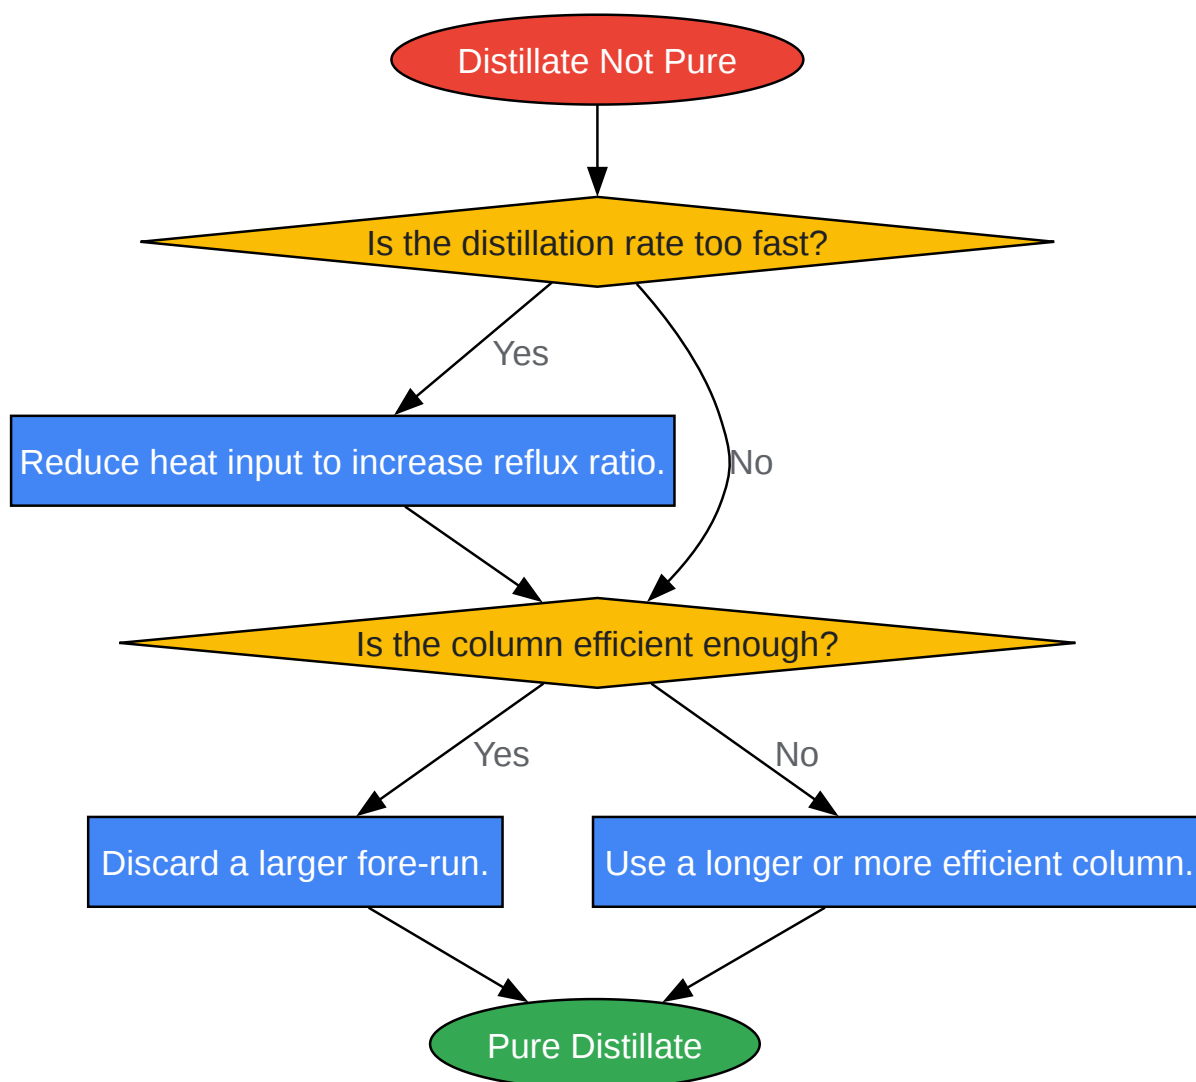 Distillate Not Pure
Is the distillation rate too fast?
Yes
Reduce heat input to increase reflux ratio.
No
Is the column efficient enough?
Yes
No
Discard a larger fore-run.
Use a longer or more efficient column.
Pure Distillate